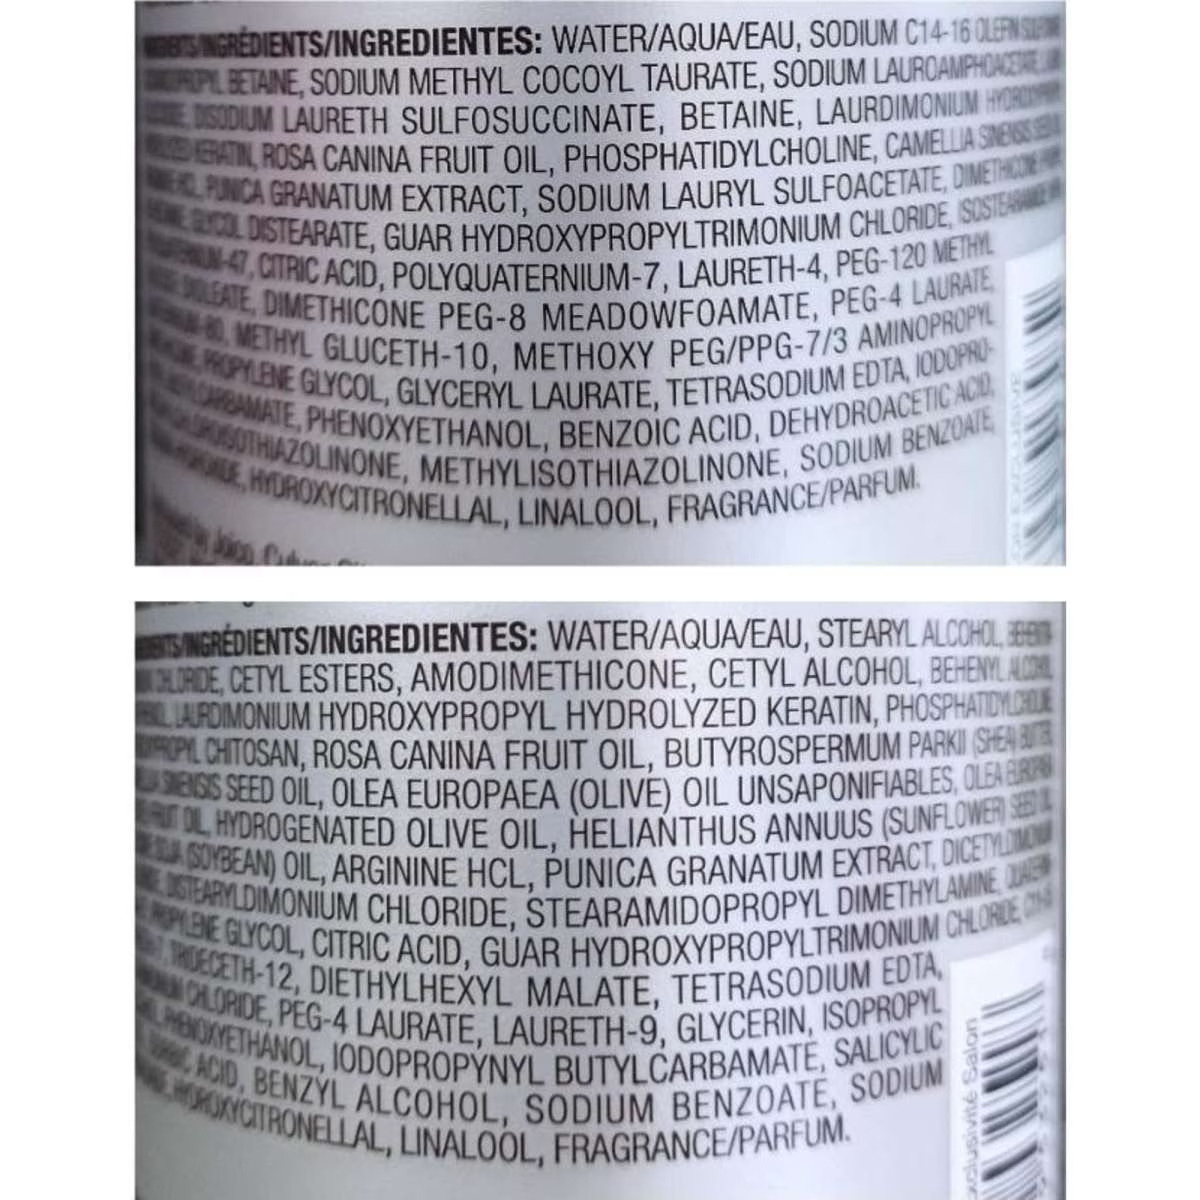 INGRÉDIENTS/INGREDIENTES: WATER/AQUA/EAU, SODIUM C14-16 OLEFIN
BETAINE, SODIUM METHYL COCOYL TAURATE, SODIUM LAUROAMPHOACETATE,
DISODIUM LAURETH SULFOSUCCINATE, BETAINE, LAURDIMONIUM
KERATIN, ROSA CANINA FRUIT OIL, PHOSPHATIDYLCHOLINE, CAMELLIA SINENSIS SEED
HCL, PUNICA GRANATUM EXTRACT, SODIUM LAURYL SULFOACETATE, DIMETHICONE
GLYCOL DISTEARATE, GUAR HYDROXYPROPYLTRIMONIUM CHLORIDE,
-47, CITRIC ACID, POLYQUATERNIUM-7, LAURETH-4, PEG-120 METHYL
DIOLEATE, DIMETHICONE PEG-8 MEADOWFOAMATE, PEG-4 LAURATE,
-80, METHYL GLUCETH-10, METHOXY PEG/PPG-7/3 AMINOPROPYL
PROPYLENE GLYCOL, GLYCERYL LAURATE, TETRASODIUM EDTA, IODOPRO-
CARBAMATE, PHENOXYETHANOL, BENZOIC ACID, DEHYDROACETIC ACID,
METHYLISOTHIAZOLINONE, SODIUM BENZOATE,
HYDROXYCITRONELLAL, LINALOOL, FRAGRANCE/PARFUM.
by Joico,
INGRÉDIENTS/INGREDIENTES: WATER/AQUA/EAU, STEARYL ALCOHOL,
CHLORIDE, CETYL ESTERS, AMODIMETHICONE, CETYL ALCOHOL, BEHENYL ALCOHOL,
LAURDIMONIUM HYDROXYPROPYL HYDROLYZED KERATIN, PHOSPHATIDYLCHOLINE,
CHITOSAN, ROSA CANINA FRUIT OIL, BUTYROSPERMUM PARKII (SHEA BUTTER),
SINENSIS SEED OIL, OLEA EUROPAEA (OLIVE) OIL UNSAPONIFIABLES, OLEA EUROPAEA
FRUIT OIL, HYDROGENATED OLIVE OIL, HELIANTHUS ANNUUS (SUNFLOWER) SEED OIL,
SOJA (SOYBEAN) OIL, ARGININE HCL, PUNICA GRANATUM EXTRACT,
DISTEARYLDIMONIUM CHLORIDE, STEARAMIDOPROPYL DIMETHYLAMINE,
PROPYLENE GLYCOL, CITRIC ACID, GUAR HYDROXYPROPYLTRIMONIUM CHLORIDE,
TRIDECETH-12, DIETHYLHEXYL MALATE, TETRASODIUM EDTA,
CHLORIDE, PEG-4 LAURATE, LAURETH-9, GLYCERIN, ISOPROPYL
PHENOXYETHANOL, IODOPROPYNYL BUTYLCARBAMATE, SALICYLIC
ACID, BENZYL ALCOHOL, SODIUM BENZOATE, SODIUM
HYDROXYCITRONELLAL, LINALOOL, FRAGRANCE/PARFUM.
Salon